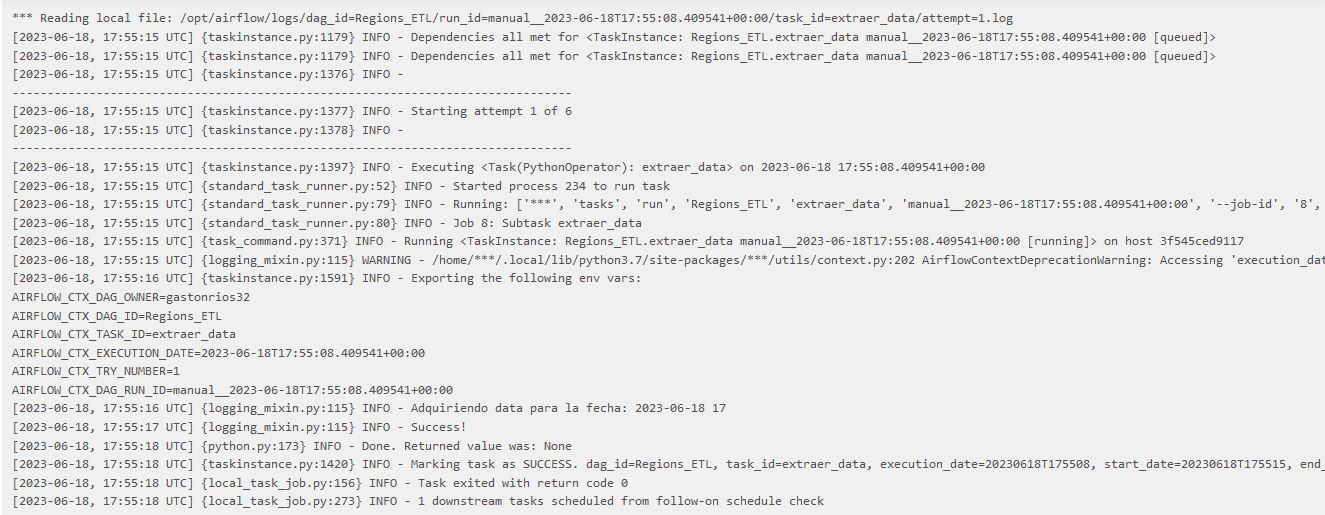 *** Reading local file: /opt/airflow/logs/dag_id=Regions_ETL/run_id=manual__2023-06-18T17:55:08.409541+00:00/task_id=extraer_data/attempt=1.log
[2023-06-18, 17:55:15 UTC] {taskinstance.py:1179} INFO - Dependencies all met for <TaskInstance: Regions_ETL.extraer_data manual__2023-06-18T17:55:08.409541+00:00 [queued]>
[2023-06-18, 17:55:15 UTC] {taskinstance.py:1179} INFO - Dependencies all met for <TaskInstance: Regions_ETL.extraer_data manual__2023-06-18T17:55:08.409541+00:00 [queued]>
[2023-06-18, 17:55:15 UTC] {taskinstance.py:1376} INFO -
--------------------------------------------------------------------------------
[2023-06-18, 17:55:15 UTC] {taskinstance.py:1377} INFO - Starting attempt 1 of 6
[2023-06-18, 17:55:15 UTC] {taskinstance.py:1378} INFO -
--------------------------------------------------------------------------------
[2023-06-18, 17:55:15 UTC] {taskinstance.py:1397} INFO - Executing <Task(PythonOperator): extraer_data> on 2023-06-18 17:55:08.409541+00:00
[2023-06-18, 17:55:15 UTC] {standard_task_runner.py:52} INFO - Started process 234 to run task
[2023-06-18, 17:55:15 UTC] {standard_task_runner.py:79} INFO - Running: ['***', 'tasks', 'run', 'Regions_ETL', 'extraer_data', 'manual__2023-06-18T17:55:08.409541+00:00', '--job-id', '8',
[2023-06-18, 17:55:15 UTC] {standard_task_runner.py:80} INFO - Job 8: Subtask extraer_data
[2023-06-18, 17:55:15 UTC] {task_command.py:371} INFO - Running <TaskInstance: Regions_ETL.extraer_data manual__2023-06-18T17:55:08.409541+00:00 [running]> on host 3f545ced9117
[2023-06-18, 17:55:15 UTC] {logging_mixin.py:115} WARNING - /home/***/.local/lib/python3.7/site-packages/***/utils/context.py:202 AirflowContextDeprecationWarning: Accessing 'execution_dat
[2023-06-18, 17:55:16 UTC] {taskinstance.py:1591} INFO - Exporting the following env vars:
AIRFLOW_CTX_DAG_OWNER=gastonrios32
AIRFLOW_CTX_DAG_ID=Regions_ETL
AIRFLOW_CTX_TASK_ID=extraer_data
AIRFLOW_CTX_EXECUTION_DATE=2023-06-18T17:55:08.409541+00:00
AIRFLOW_CTX_TRY_NUMBER=1
AIRFLOW_CTX_DAG_RUN_ID=manual__2023-06-18T17:55:08.409541+00:00
[2023-06-18, 17:55:16 UTC] {logging_mixin.py:115} INFO - Adquiriendo data para la fecha: 2023-06-18 17
[2023-06-18, 17:55:17 UTC] {logging_mixin.py:115} INFO - Success!
[2023-06-18, 17:55:18 UTC] {python.py:173} INFO - Done. Returned value was: None
[2023-06-18, 17:55:18 UTC] {taskinstance.py:1420} INFO - Marking task as SUCCESS. dag_id=Regions_ETL, task_id=extraer_data, execution_date=20230618T175508, start_date=20230618T175515, end_
[2023-06-18, 17:55:18 UTC] {local_task_job.py:156} INFO - Task exited with return code 0
[2023-06-18, 17:55:18 UTC] {local_task_job.py:273} INFO - 1 downstream tasks scheduled from follow-on schedule check